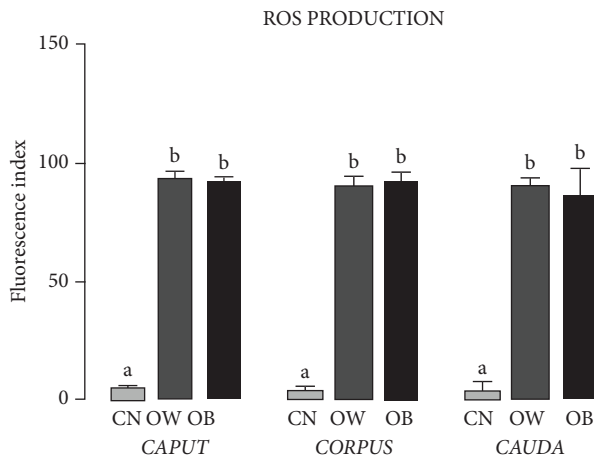 ROS PRODUCTION
Fluorescence index
150
100
50
0
a b b
a b b
a b b
CN OW OB
CN OW OB
CN OW OB
CAPUT
CORPUS
CAUDA